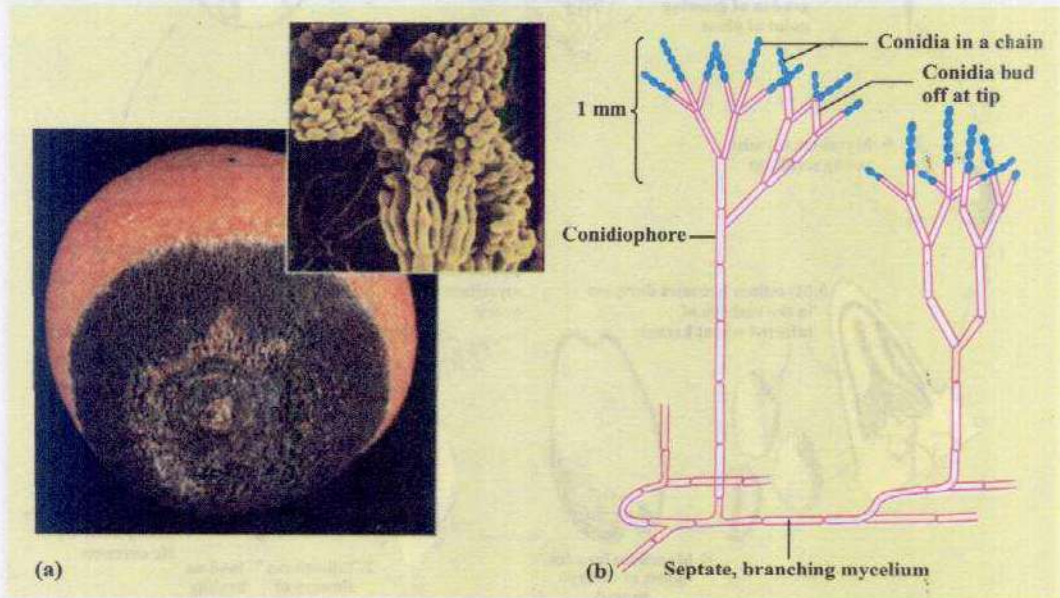 Conidia in a chain
Conidia bud
off at tip
1 mm
Conidiophore
(a)
(b)
Septate, branching mycelium